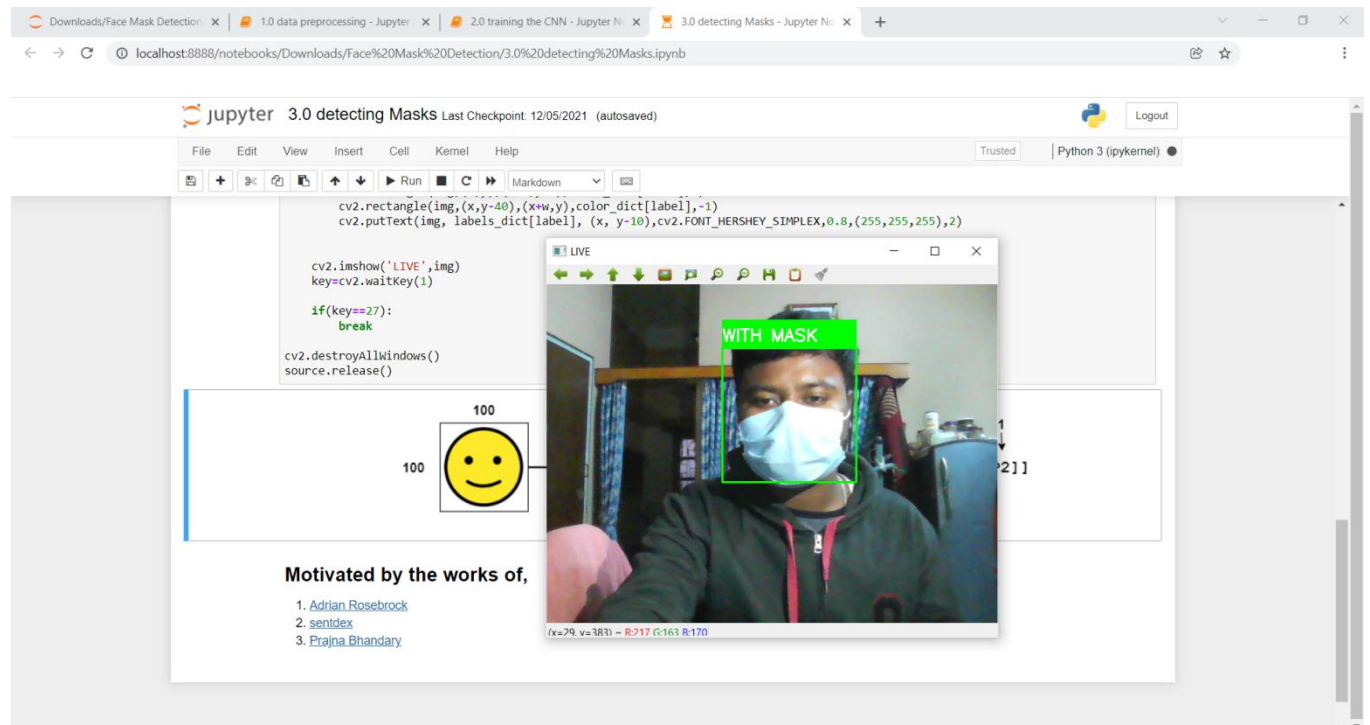 Downloads/Face Mask Detection
1.0 data preprocessing - Jupyter
2.0 training the CNN - Jupyter N
3.0 detecting Masks - Jupyter No
localhost:8888/notebooks/Downloads/Face%20Mask%20Detection/3.0%20detecting%20Masks.ipynb
jupyter 3.0 detecting Masks Last Checkpoint: 12/05/2021 (autosaved)
Logout
File Edit View Insert Cell Kernel Help
Trusted
Python 3 (ipykernel)
Run
Markdown
cv2.rectangle(img,(x,y-40),(x+w,y),color_dict[label],-1)
cv2.putText(img, labels_dict[label], (x, y-10),cv2.FONT_HERSHEY_SIMPLEX,0.8,(255,255,255),2)
cv2.imshow('LIVE',img)
key=cv2.waitKey(1)
if(key==27):
break
cv2.destroyAllWindows()
source.release()
LIVE
WITH MASK
(x=29, y=383) ~ R:217 G:163 B:170
100
100
1
2]]
Motivated by the works of,
1. Adrian Rosebrock
2. sentdex
3. Prajna Bhandary